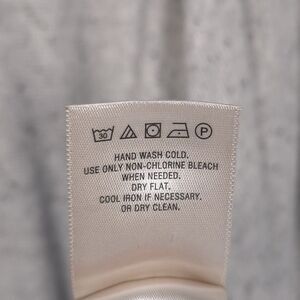 30 P
HAND WASH COLD.
USE ONLY NON-CHLORINE BLEACH
WHEN NEEDED.
DRY FLAT.
COOL IRON IF NECESSARY.
OR DRY CLEAN.